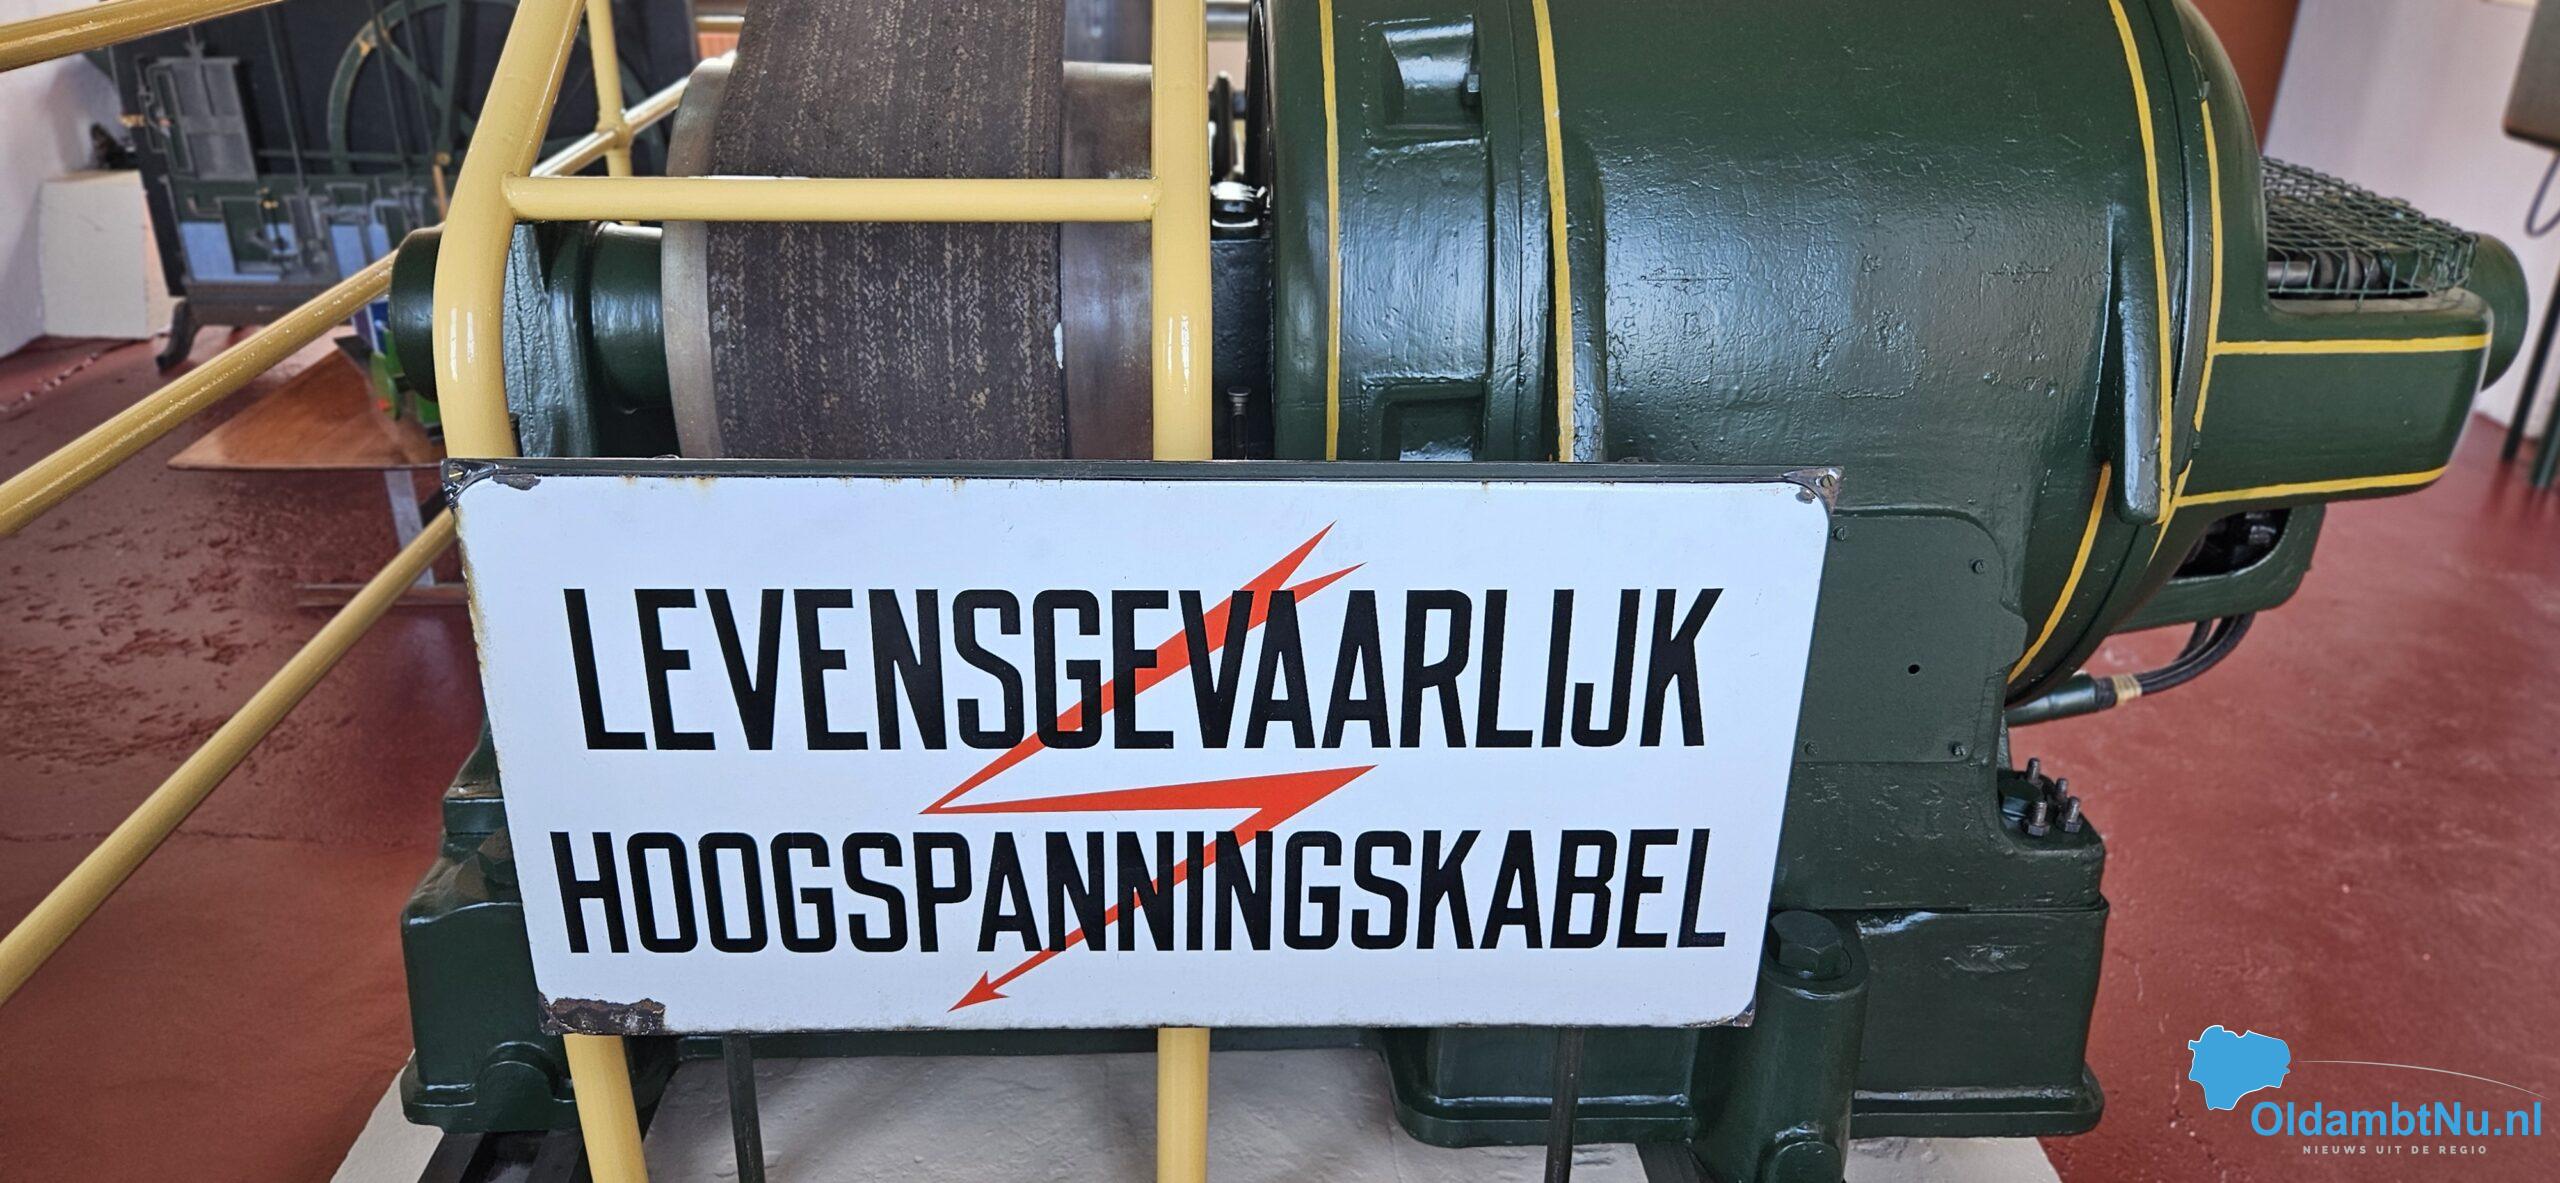 LEVENSGEVAARLIJK
HOOGSPANNINGSKABEL
OldambtNu.nl
NIEUWS UIT DE REGIO